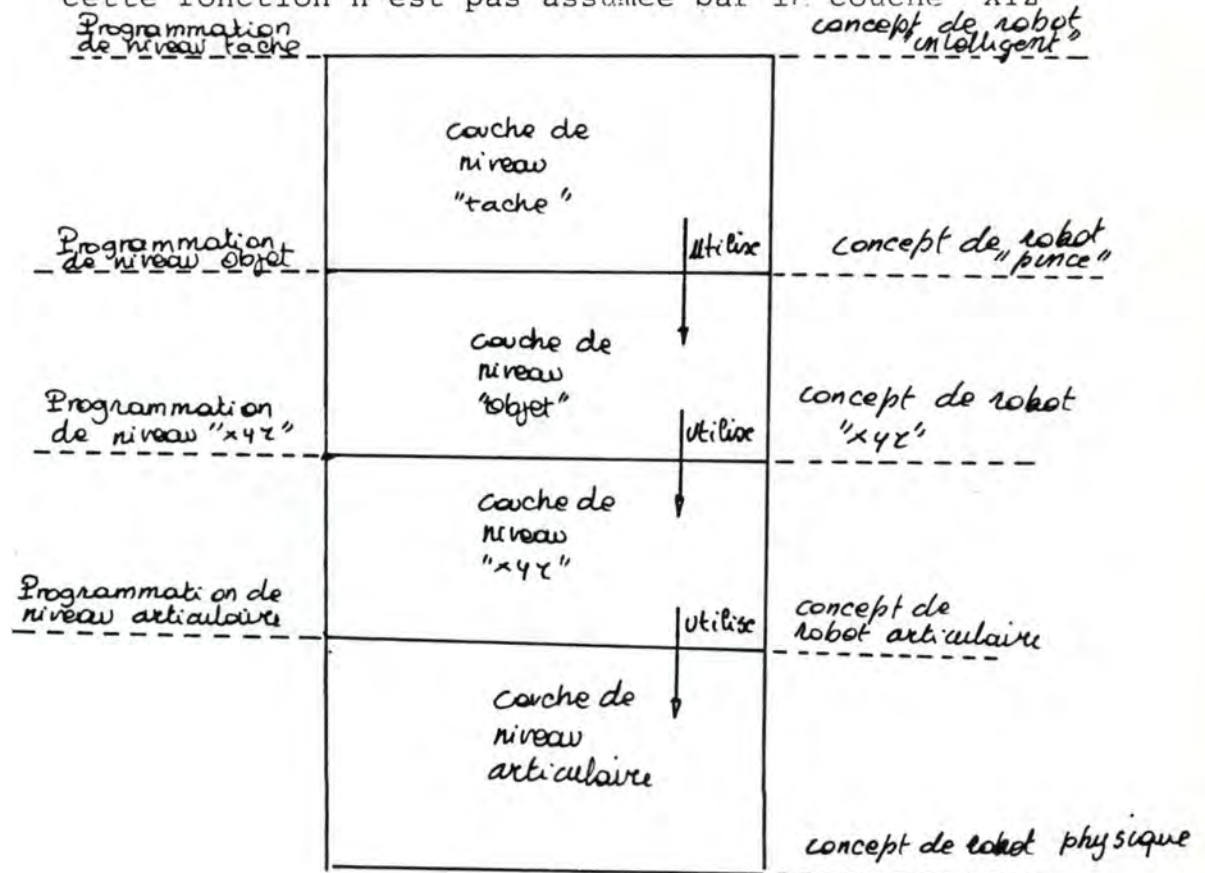 cette fonction n'est pas assumée par la couche XYZ
Programmation
de niveau tache
concept de robot
"intelligent"
couche de
niveau
"tache"
Programmation
de niveau objet
utilise
concept de robot
"pince"
couche de
niveau
"objet"
Programmation
de niveau "xyz"
utilise
concept de robot
"xyz"
couche de
niveau
"xyz"
Programmation de
niveau articulaire
utilise
concept de
robot articulaire
couche de
niveau
articulaire
concept de robot physique